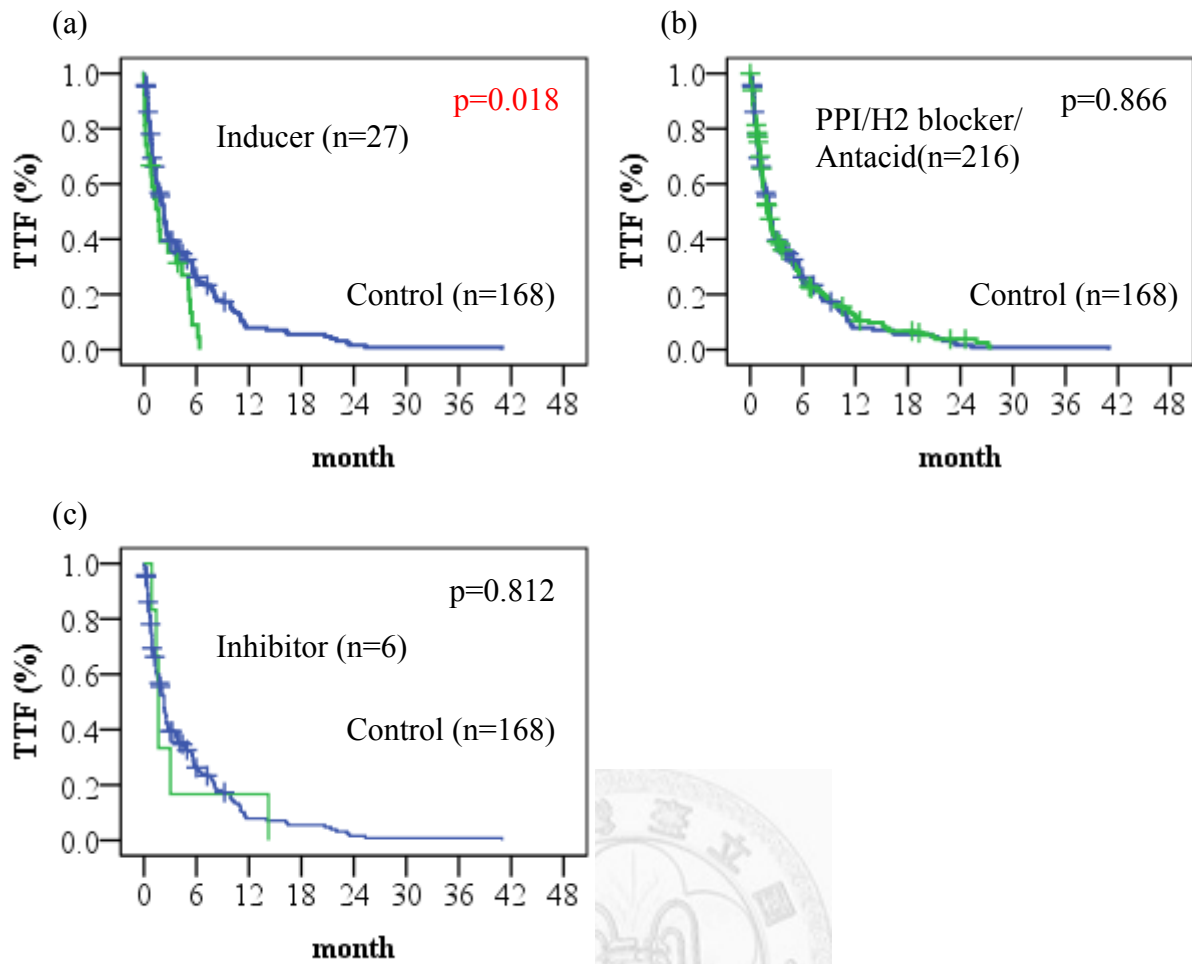 (a)
p=0.018
Inducer (n=27)
Control (n=168)
TTF (%)
1.0
0.8
0.6
0.4
0.2
0.0
0 6 12 18 24 30 36 42 48
month
(b)
p=0.866
PPI/H2 blocker/
Antacid(n=216)
Control (n=168)
TTF (%)
1.0
0.8
0.6
0.4
0.2
0.0
0 6 12 18 24 30 36 42 48
month
(c)
p=0.812
Inhibitor (n=6)
Control (n=168)
TTF (%)
1.0
0.8
0.6
0.4
0.2
0.0
0 6 12 18 24 30 36 42 48
month
臺立國